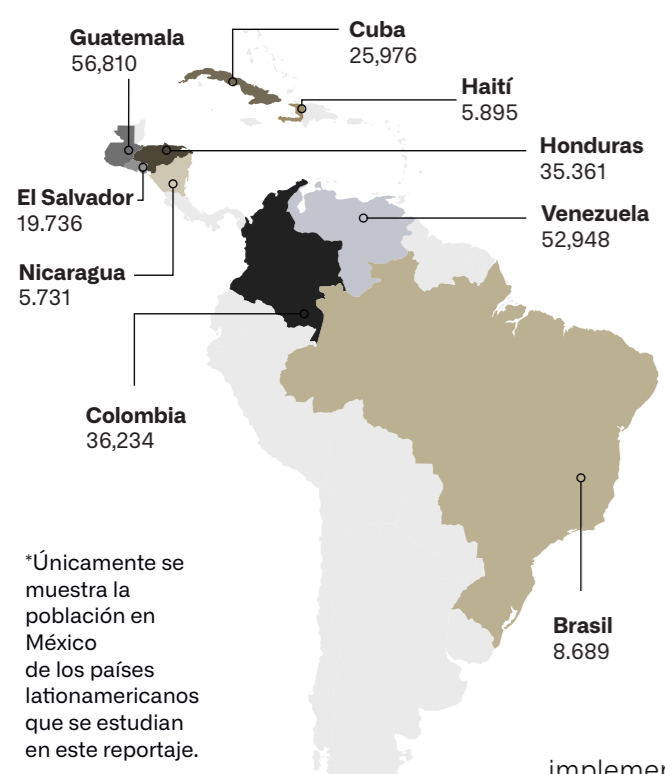 Guatemala
56,810
Cuba
25,976
Haití
5.895
Honduras
35.361
El Salvador
19.736
Venezuela
52,948
Nicaragua
5.731
Colombia
36,234
*Únicamente se
muestra la
población en
México
de los países
lationamericanos
que se estudian
en este reportaje.
Brasil
8.689
implemen